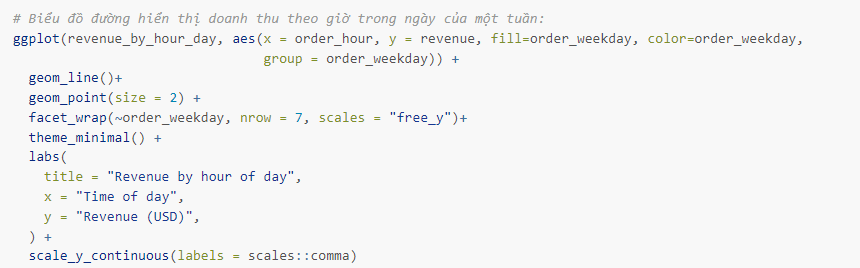 # Biểu đồ đường hiển thị doanh thu theo giờ trong ngày của một tuần:
ggplot(revenue_by_hour_day, aes(x = order_hour, y = revenue, fill=order_weekday, color=order_weekday,
                                group = order_weekday)) +
  geom_line()+
  geom_point(size = 2) +
  facet_wrap(~order_weekday, nrow = 7, scales = "free_y")+
  theme_minimal() +
  labs(
    title = "Revenue by hour of day",
    x = "Time of day",
    y = "Revenue (USD)",
  ) +
  scale_y_continuous(labels = scales::comma)